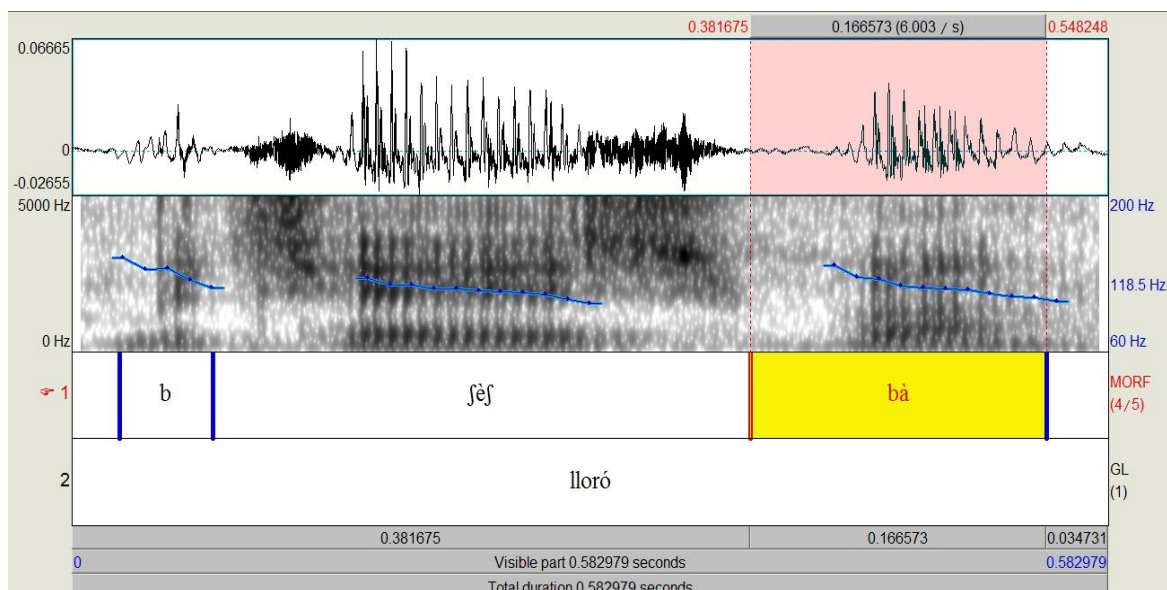 0.381675 0.166573 (6.003 / s) 0.548248
0.06665
0
-0.02655
5000 Hz 200 Hz
118.5 Hz
0 Hz 60 Hz
1 b ʃèʃ bà MORF
(4/5)
2 lloró GL
(1)
0.381675 0.166573 0.034731
0 Visible part 0.582979 seconds 0.582979
Total duration 0.582979 seconds